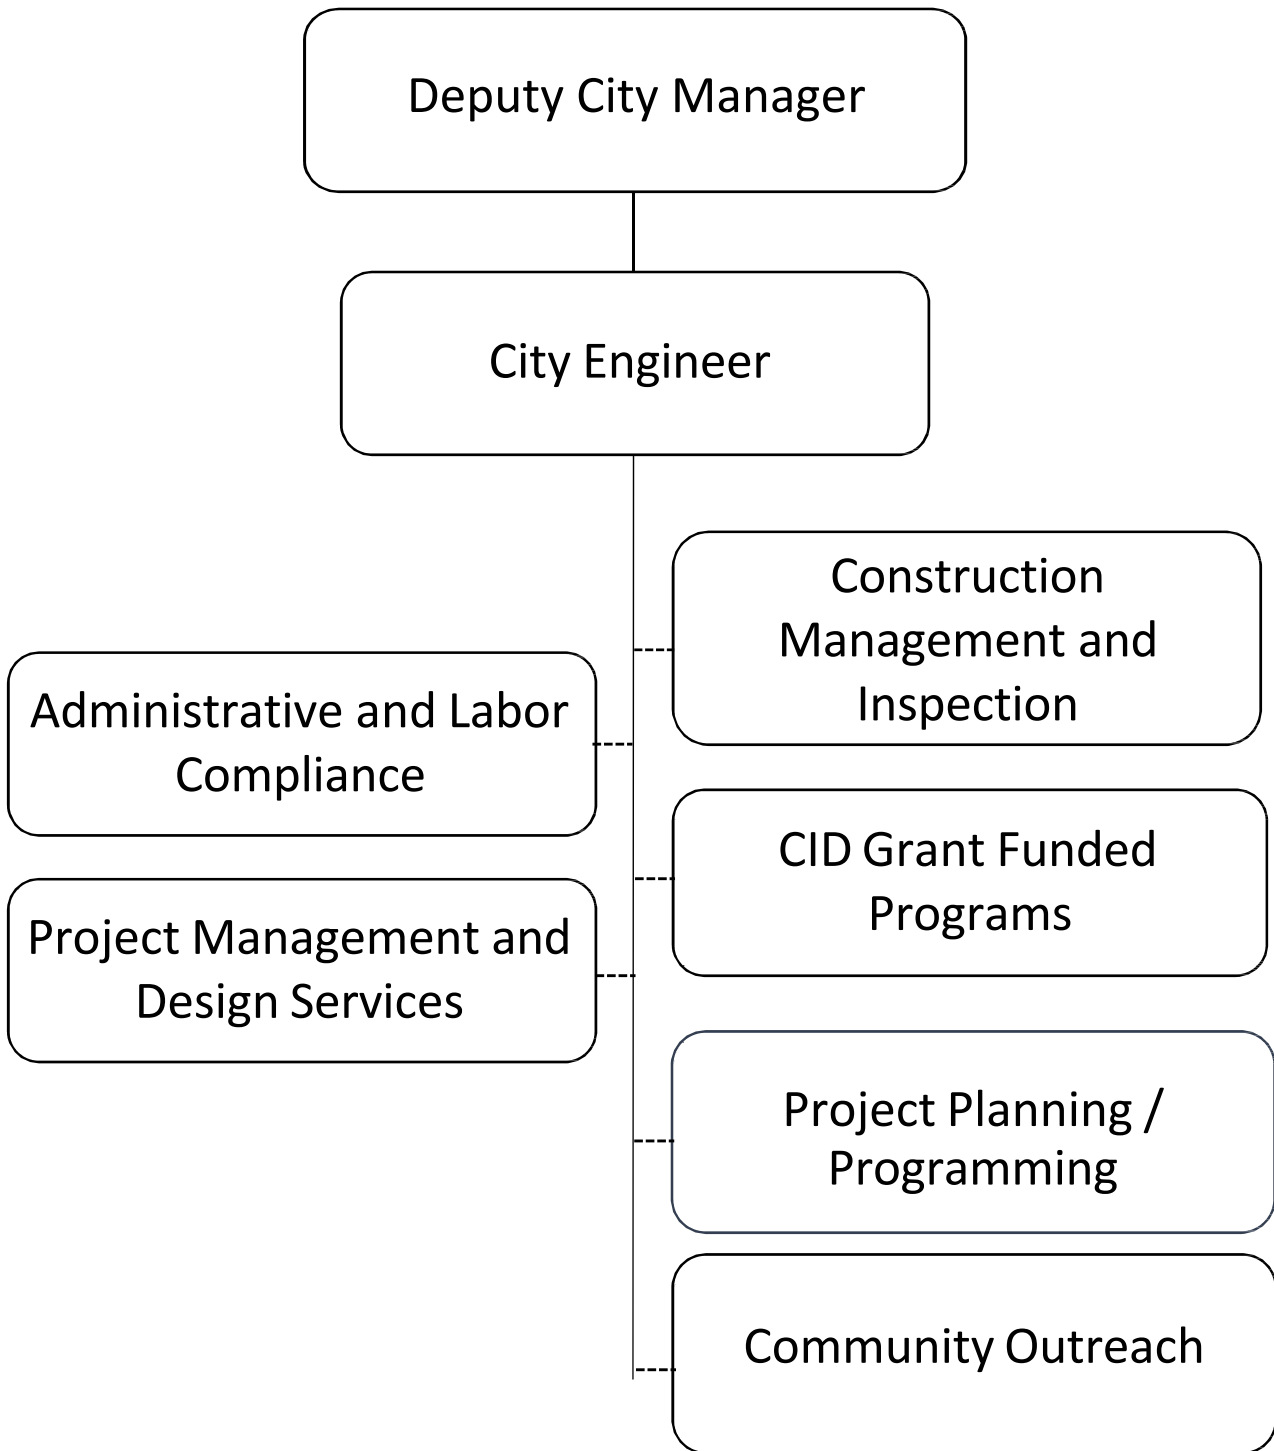 Deputy City Manager
City Engineer
Construction
Management and
Inspection
Administrative and Labor
Compliance
CID Grant Funded
Programs
Project Management and
Design Services
Project Planning /
Programming
Community Outreach